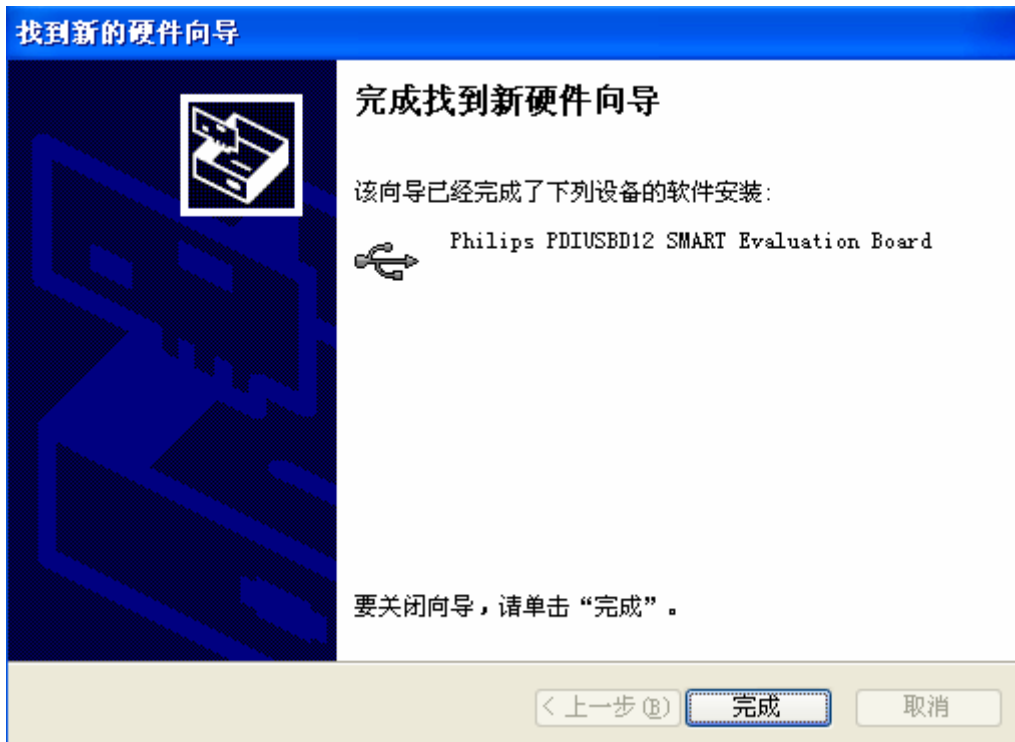 找到新的硬件向导
完成找到新硬件向导
该向导已经完成了下列设备的软件安装:
Philips PDIUSBD12 SMART Evaluation Board
要关闭向导，请单击“完成”。
< 上一步(B)
完成
取消